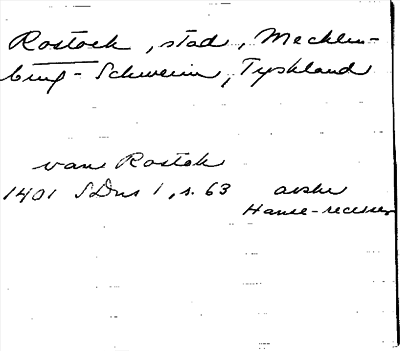 Rostock, stad, Mecklen-
burg-Schwerin, Tyskland
van Rostok
1401 SDns 1, s. 63 avskr
Hanse-recesser